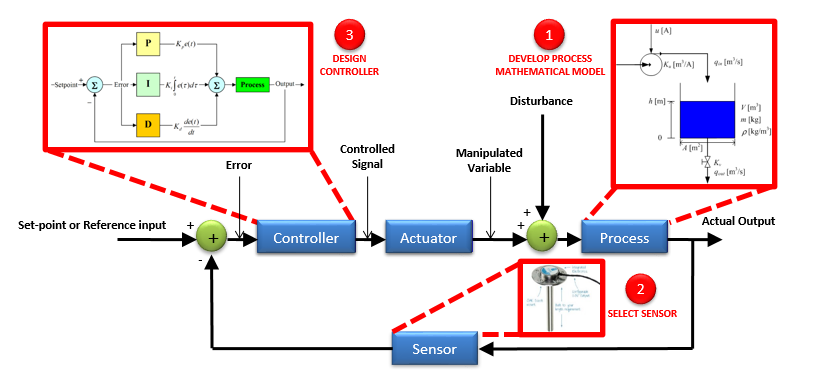 3
DESIGN
CONTROLLER
1
DEVELOP PROCESS
MATHEMATICAL MODEL
P
K_p e(t)
Setpoint
+
Σ
−
Error
I
K_i ∫₀ᵗ e(τ)dτ
Σ
Process
Output
D
K_d de(t)/dt
u [A]
K_u [m³/A]
q_in [m³/s]
h [m]
0
V [m³]
m [kg]
ρ [kg/m³]
A [m²]
K_v
q_out [m³/s]
Disturbance
Error
Controlled
Signal
Manipulated
Variable
Set-point or Reference input
+
+
-
Controller
Actuator
+
+
+
Process
Actual Output
2
SELECT SENSOR
Sensor